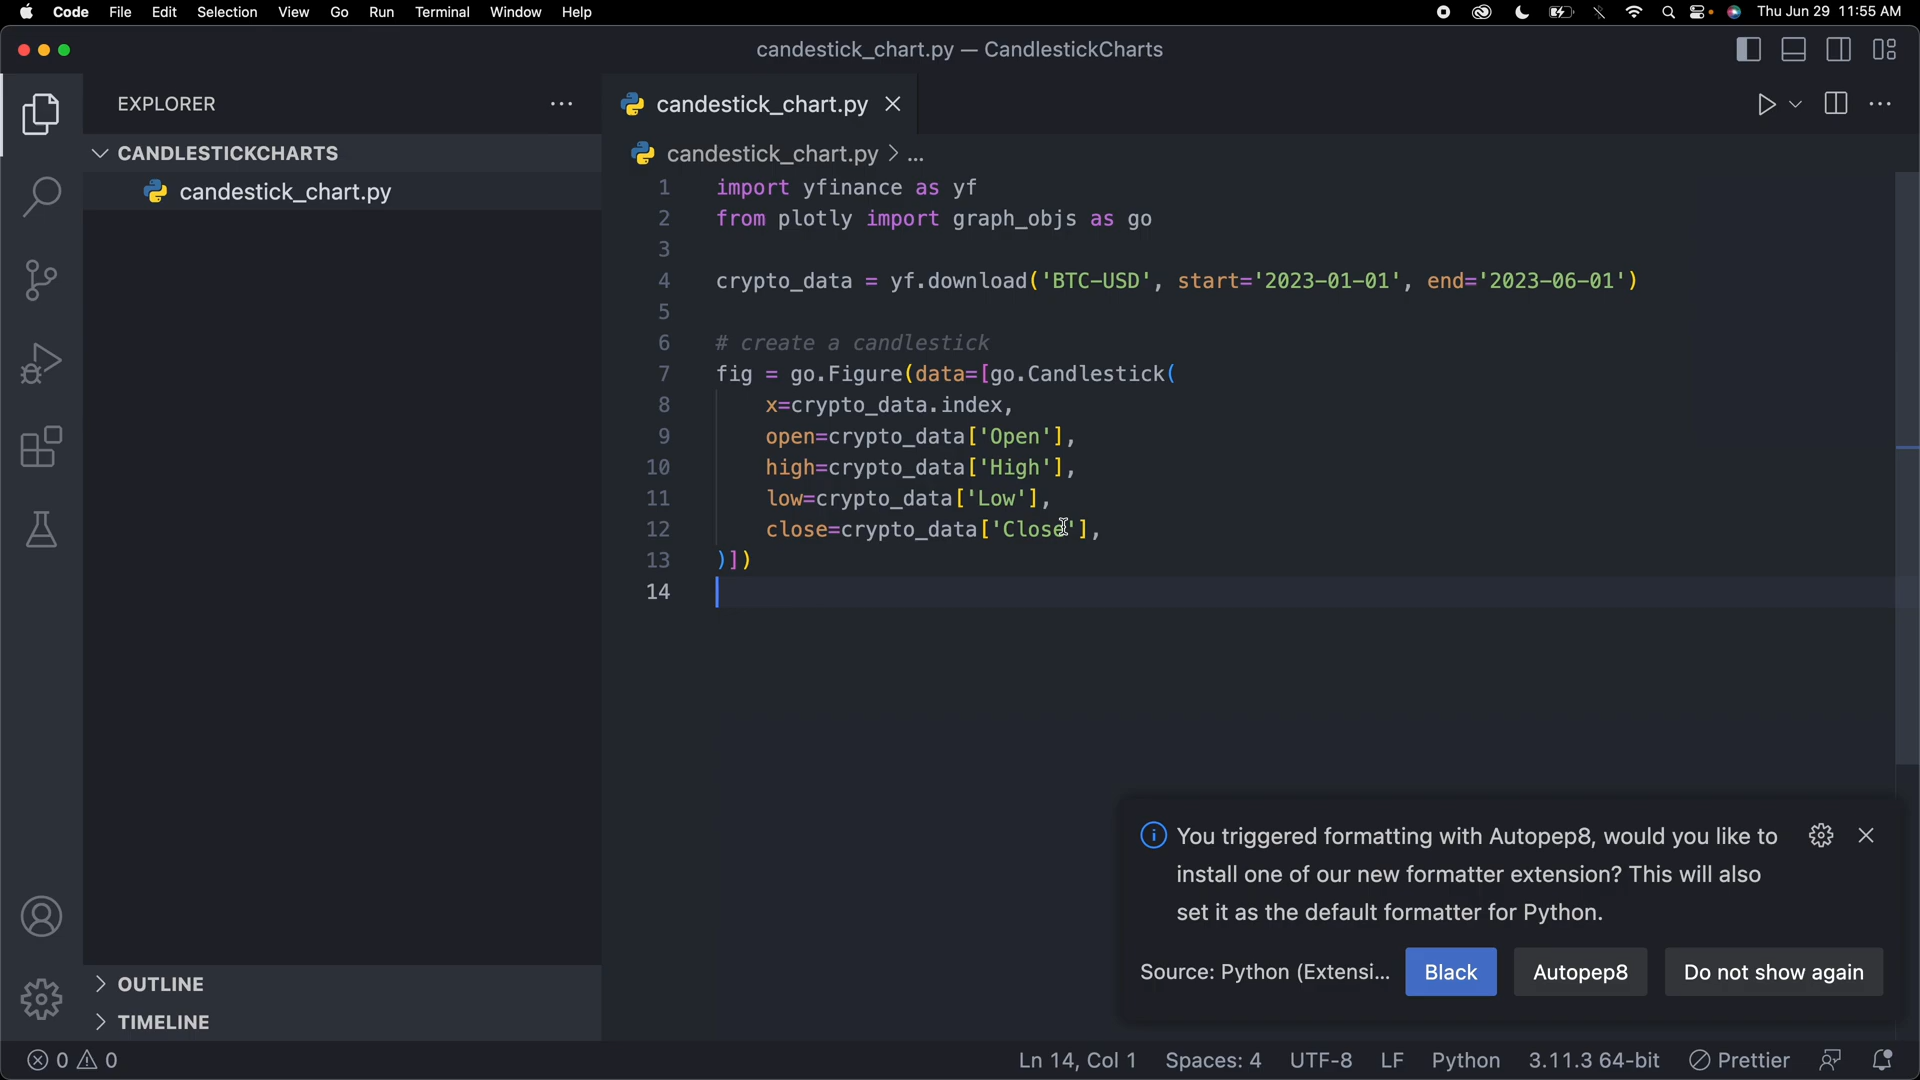 Code File Edit Selection View Go Run Terminal Window Help Thu Jun 29 11:55 AM
candestick_chart.py — CandlestickCharts
EXPLORER
CANDLESTICKCHARTS
candestick_chart.py
OUTLINE
TIMELINE
candestick_chart.py
candestick_chart.py > ...
1 import yfinance as yf
2 from plotly import graph_objs as go
3
4 crypto_data = yf.download('BTC-USD', start='2023-01-01', end='2023-06-01')
5
6 # create a candlestick
7 fig = go.Figure(data=[go.Candlestick(
8 x=crypto_data.index,
9 open=crypto_data['Open'],
10 high=crypto_data['High'],
11 low=crypto_data['Low'],
12 close=crypto_data['Close'],
13 )])
14
You triggered formatting with Autopep8, would you like to
install one of our new formatter extension? This will also
set it as the default formatter for Python.
Source: Python (Extensi... Black Autopep8 Do not show again
0 0 Ln 14, Col 1 Spaces: 4 UTF-8 LF Python 3.11.3 64-bit Prettier